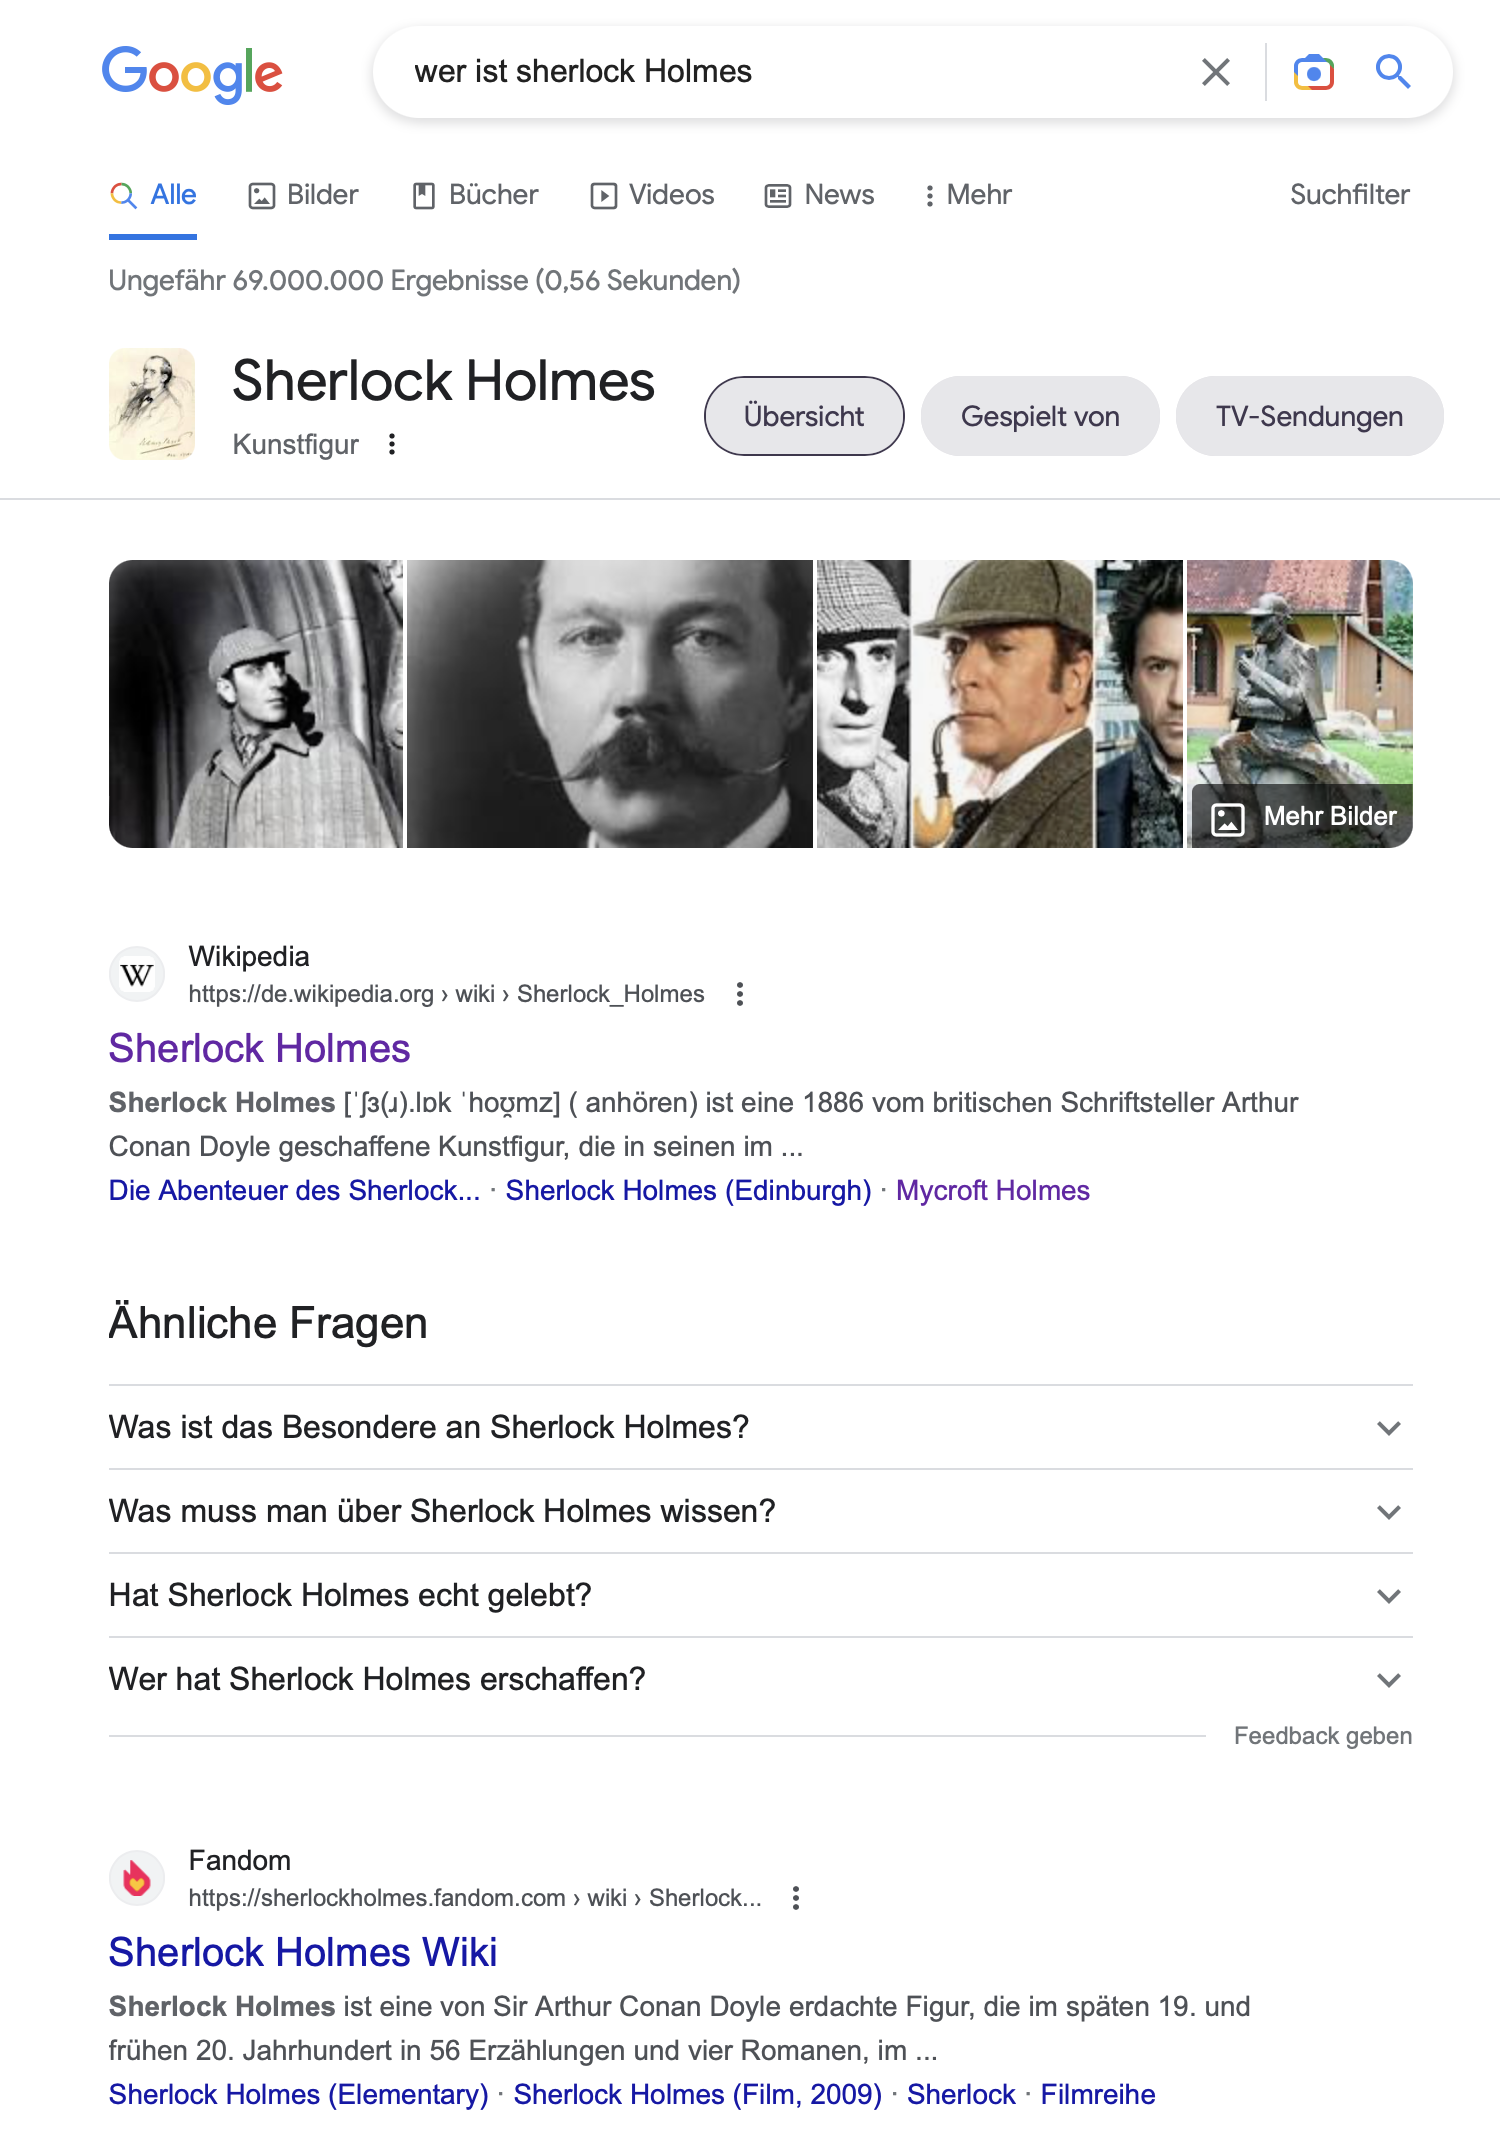 Google
wer ist sherlock Holmes
Alle Bilder Bücher Videos News Mehr Suchfilter
Ungefähr 69.000.000 Ergebnisse (0,56 Sekunden)
Sherlock Holmes
Kunstfigur
Übersicht Gespielt von TV-Sendungen
Mehr Bilder
W
Wikipedia
https://de.wikipedia.org › wiki › Sherlock_Holmes
Sherlock Holmes
Sherlock Holmes [ˈʃɜ(ɹ).lɒk ˈhoʊ̯mz] ( anhören) ist eine 1886 vom britischen Schriftsteller Arthur
Conan Doyle geschaffene Kunstfigur, die in seinen im ...
Die Abenteuer des Sherlock... · Sherlock Holmes (Edinburgh) · Mycroft Holmes
Ähnliche Fragen
Was ist das Besondere an Sherlock Holmes?
Was muss man über Sherlock Holmes wissen?
Hat Sherlock Holmes echt gelebt?
Wer hat Sherlock Holmes erschaffen?
Feedback geben
Fandom
https://sherlockholmes.fandom.com › wiki › Sherlock...
Sherlock Holmes Wiki
Sherlock Holmes ist eine von Sir Arthur Conan Doyle erdachte Figur, die im späten 19. und
frühen 20. Jahrhundert in 56 Erzählungen und vier Romanen, im ...
Sherlock Holmes (Elementary) · Sherlock Holmes (Film, 2009) · Sherlock · Filmreihe